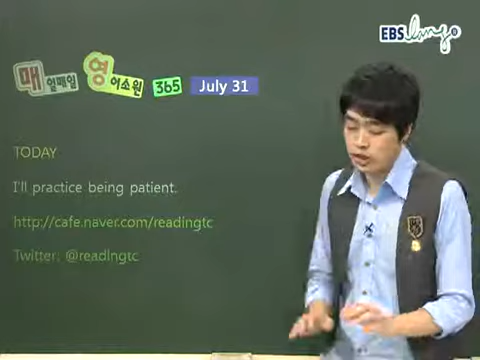 EBS lang
매일매일 영어소원 365 July 31
TODAY
I'll practice being patient.
http://cafe.naver.com/readingtc
Twitter: @readingtc